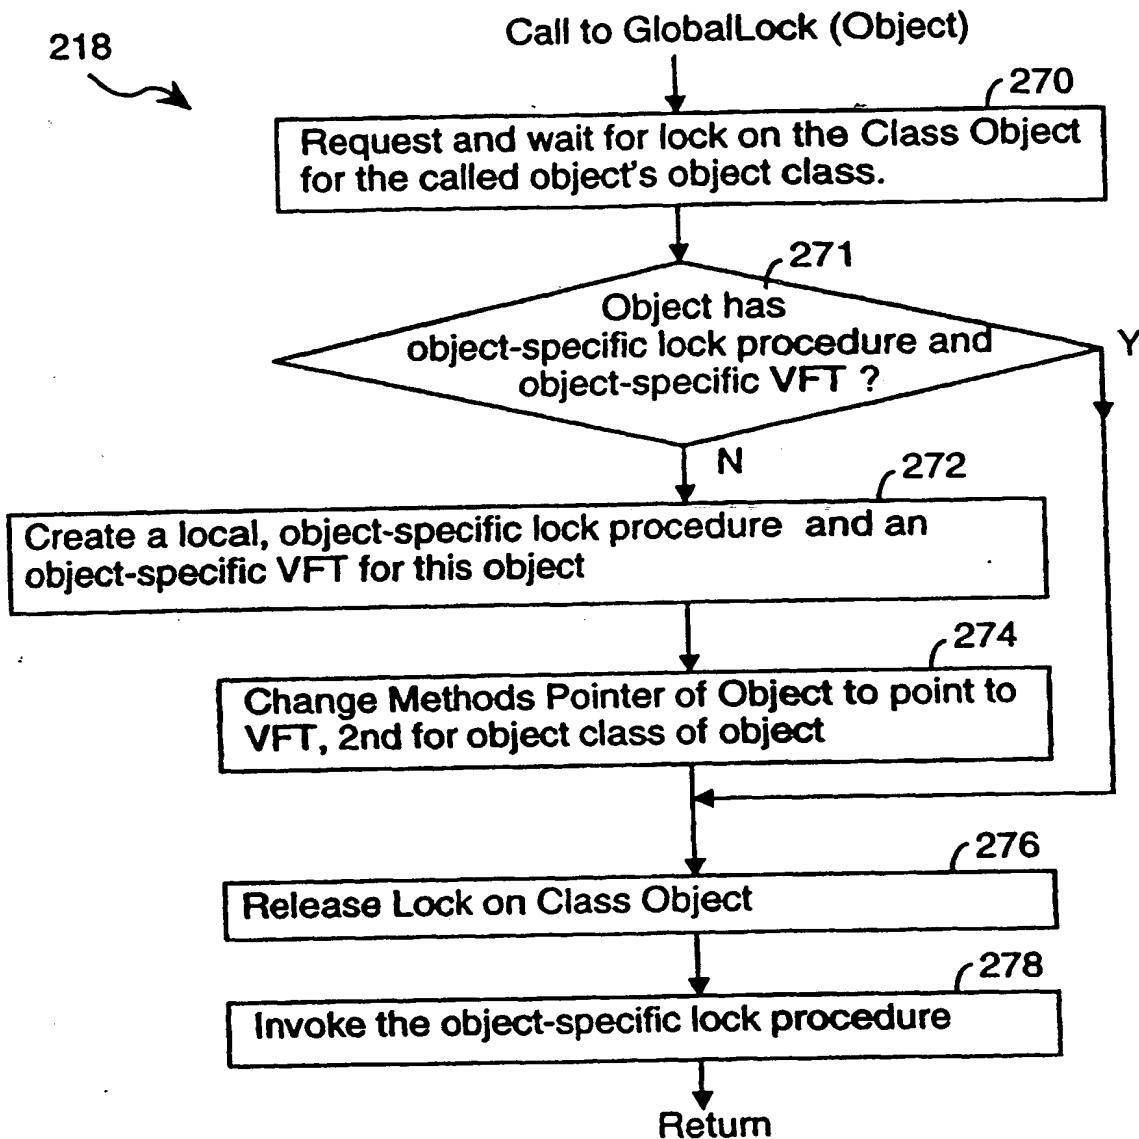 Call to GlobalLock (Object)
218
270
Request and wait for lock on the Class Object
for the called object's object class.
271
Object has
object-specific lock procedure and
object-specific VFT ?
Y
N
272
Create a local, object-specific lock procedure and an
object-specific VFT for this object
274
Change Methods Pointer of Object to point to
VFT, 2nd for object class of object
276
Release Lock on Class Object
278
Invoke the object-specific lock procedure
Return